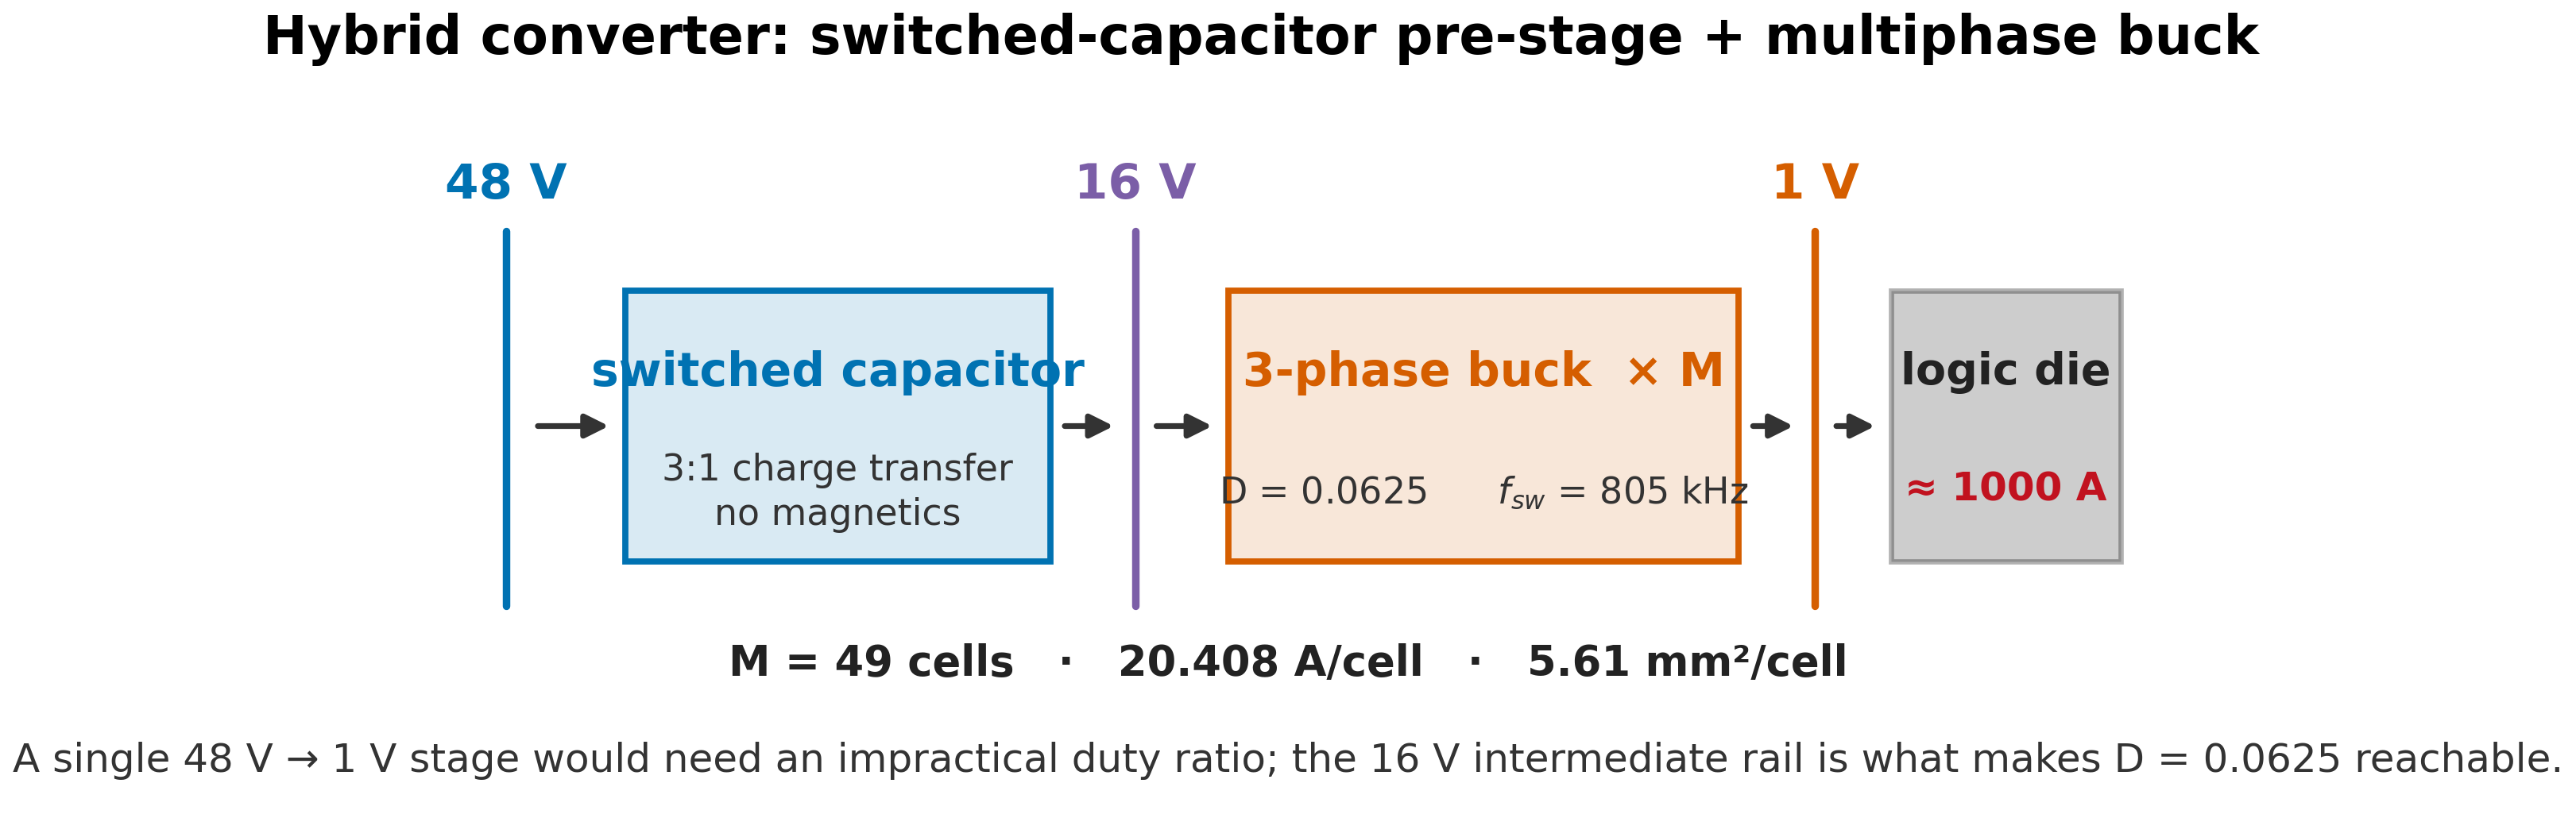 Hybrid converter: switched-capacitor pre-stage + multiphase buck
48 V
16 V
1 V
switched capacitor
3:1 charge transfer
no magnetics
3-phase buck × M
D = 0.0625 f_sw = 805 kHz
logic die
≈ 1000 A
M = 49 cells · 20.408 A/cell · 5.61 mm²/cell
A single 48 V → 1 V stage would need an impractical duty ratio; the 16 V intermediate rail is what makes D = 0.0625 reachable.